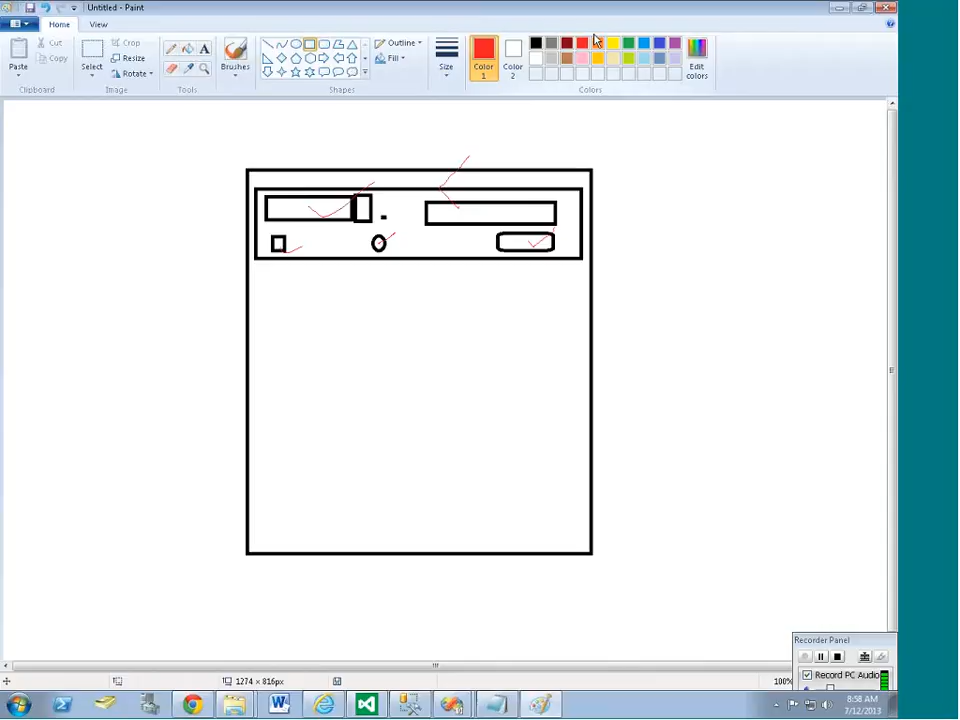 Untitled - Paint
Home View
Cut
Copy
Paste
Crop
Resize
Rotate
Select
A
Brushes
Outline
Fill
Size
Color 1
Color 2
Edit colors
Clipboard Image Tools Shapes Colors
Recorder Panel
Record PC Audio
1274 × 816px
100%
8:58 AM
7/12/2013